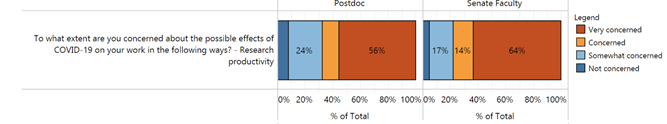 Postdoc
Senate Faculty
To what extent are you concerned about the possible effects of
COVID-19 on your work in the following ways? - Research
productivity
24%
56%
17%
14%
64%
0% 20% 40% 60% 80% 100%
0% 20% 40% 60% 80% 100%
% of Total
% of Total
Legend
Very concerned
Concerned
Somewhat concerned
Not concerned